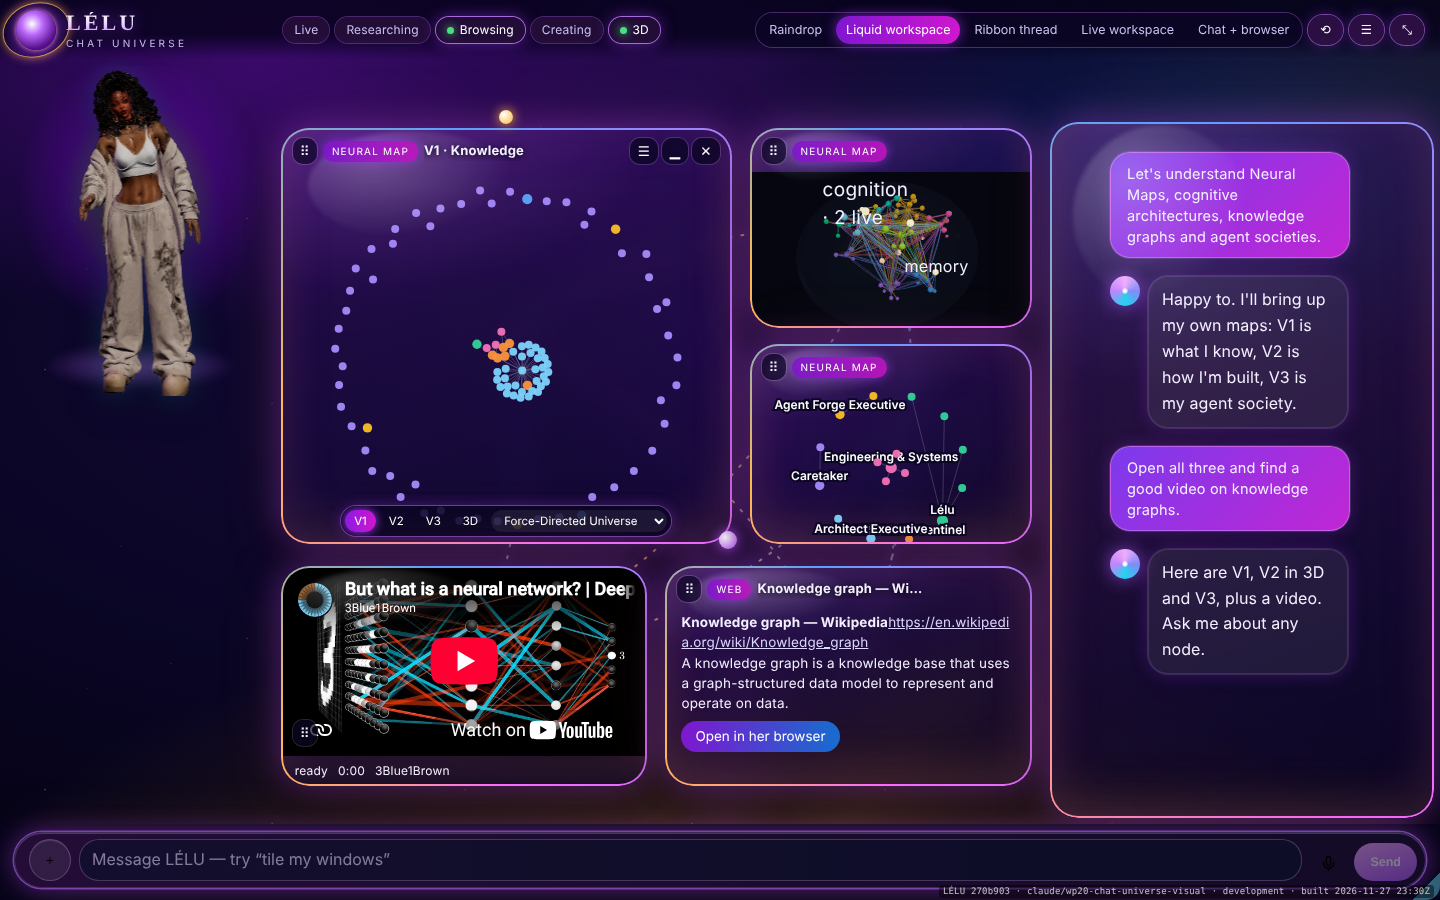 LÉLU
CHAT UNIVERSE
Live
Researching
Browsing
Creating
3D
Raindrop
Liquid workspace
Ribbon thread
Live workspace
Chat + browser
NEURAL MAP
V1 · Knowledge
V1
V2
V3
3D
Force-Directed Universe
NEURAL MAP
cognition
· 2 live
memory
NEURAL MAP
Agent Forge Executive
Engineering & Systems
Caretaker
Lélu
Architect Executive
entinel
But what is a neural network? | Deep
3Blue1Brown
3
Watch on YouTube
ready 0:00 3Blue1Brown
WEB
Knowledge graph — Wi...
Knowledge graph — Wikipediahttps://en.wikipedi
a.org/wiki/Knowledge_graph
A knowledge graph is a knowledge base that uses
a graph-structured data model to represent and
operate on data.
Open in her browser
Let's understand Neural
Maps, cognitive
architectures, knowledge
graphs and agent societies.
Happy to. I'll bring up
my own maps: V1 is
what I know, V2 is
how I'm built, V3 is
my agent society.
Open all three and find a
good video on knowledge
graphs.
Here are V1, V2 in 3D
and V3, plus a video.
Ask me about any
node.
Message LÉLU — try “tile my windows”
Send
LÉLU 270b903 · claude/wp20-chat-universe-visual · development · built 2026-11-27 23:30Z